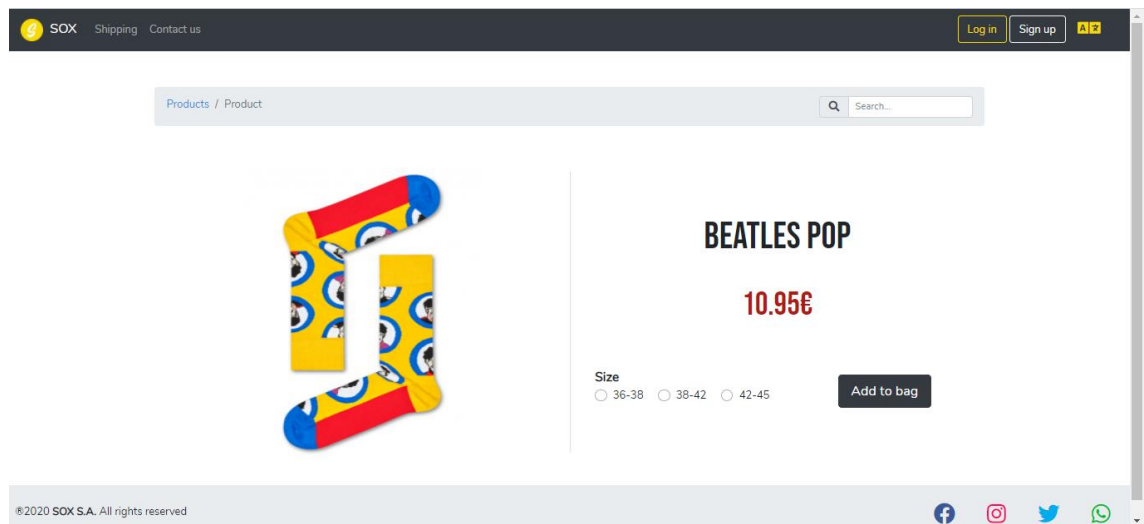 SOX Shipping Contact us Log in Sign up A 文
Products / Product Search...
BEATLES POP
10.95€
Size
36-38 38-42 42-45 Add to bag
®2020 SOX S.A. All rights reserved